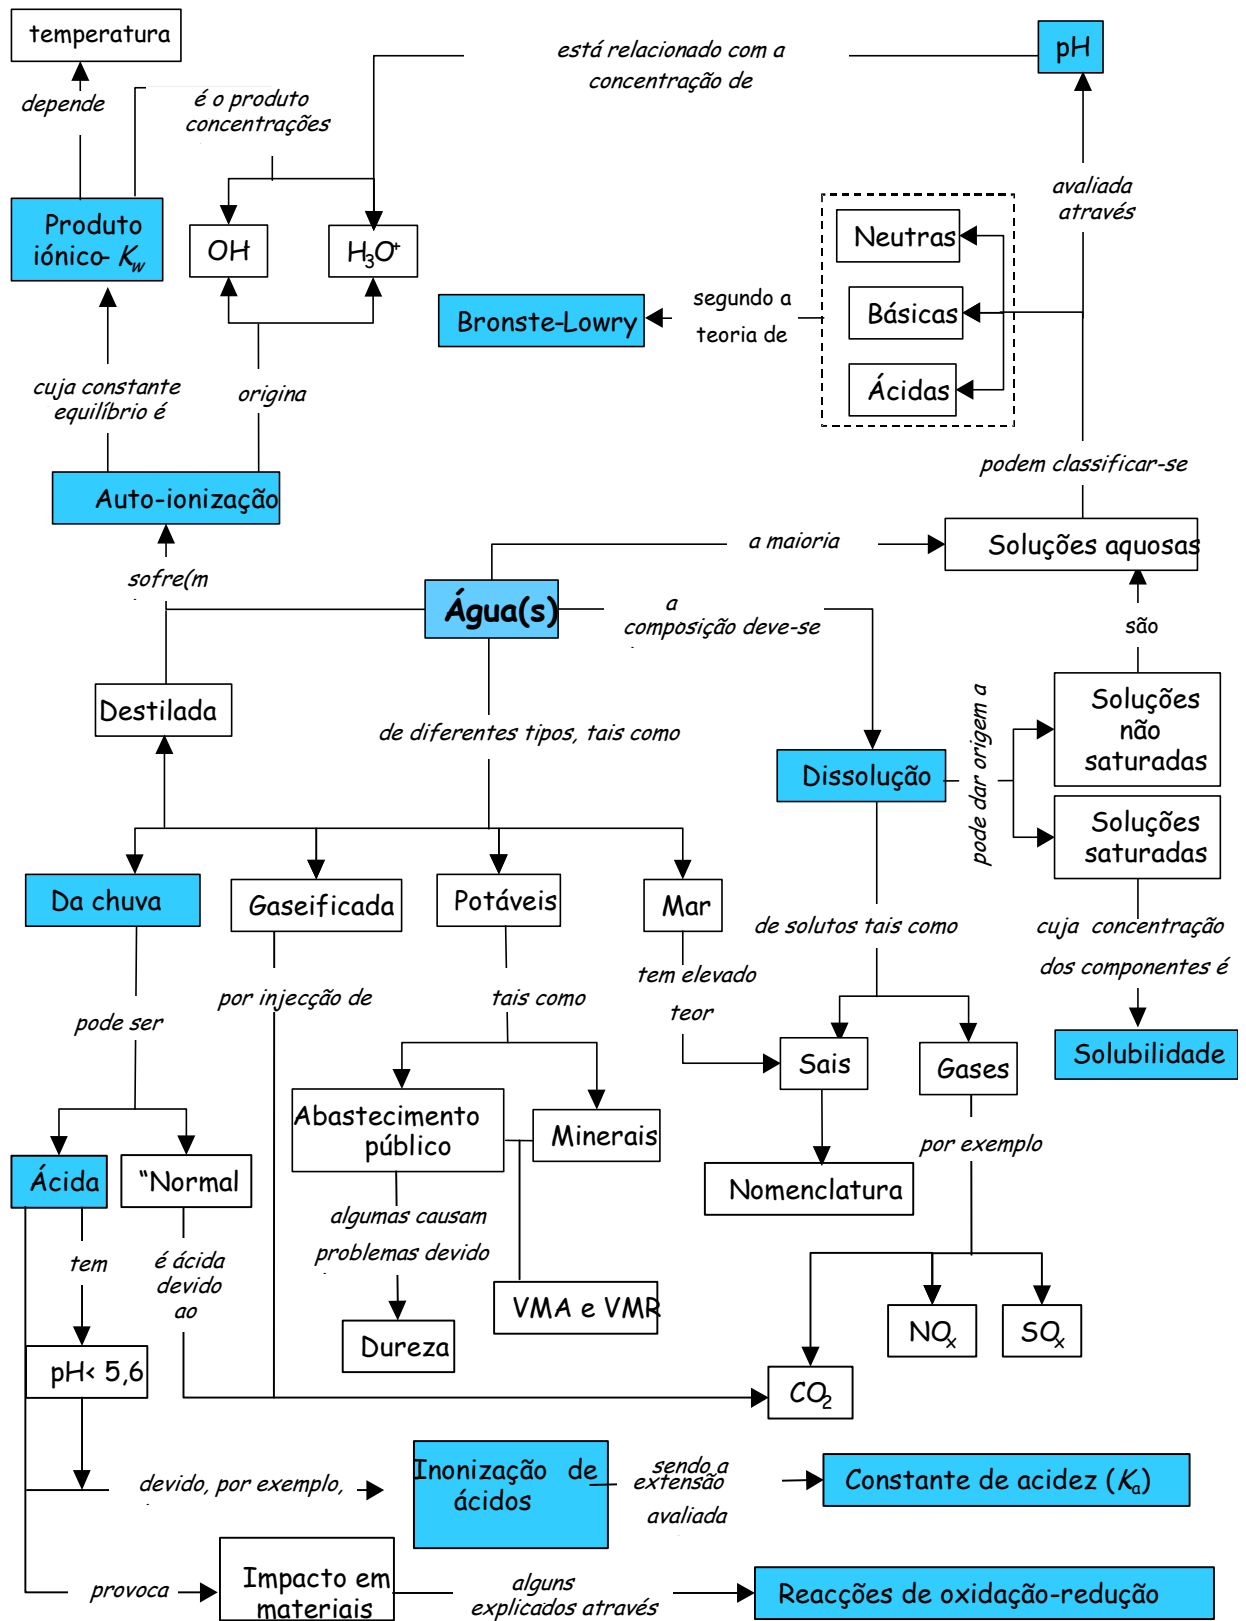 temperatura
está relacionado com a
concentração de
pH
depende
é o produto
concentrações
Produto
iónico- Kw
OH
H₃O⁺
avaliada
através
Neutras
Básicas
Ácidas
segundo a
teoria de
Bronste-Lowry
cuja constante
equilíbrio é
origina
podem classificar-se
Auto-ionização
a maioria
Soluções aquosas
sofre(m
Água(s)
a
composição deve-se
são
Destilada
de diferentes tipos, tais como
Dissolução
pode dar origem a
Soluções
não
saturadas
Soluções
saturadas
Da chuva
Gaseificada
Potáveis
Mar
de solutos tais como
cuja concentração
dos componentes é
pode ser
por injecção de
tais como
tem elevado
teor
Sais
Gases
Solubilidade
Abastecimento
público
Minerais
por exemplo
Ácida
“Normal
Nomenclatura
algumas causam
problemas devido
tem
é ácida
devido
ao
VMA e VMR
Dureza
NOx
SOx
pH< 5,6
CO₂
devido, por exemplo,
Inonização de
ácidos
sendo a
extensão
avaliada
Constante de acidez (Ka)
provoca
Impacto em
materiais
alguns
explicados através
Reacções de oxidação-redução